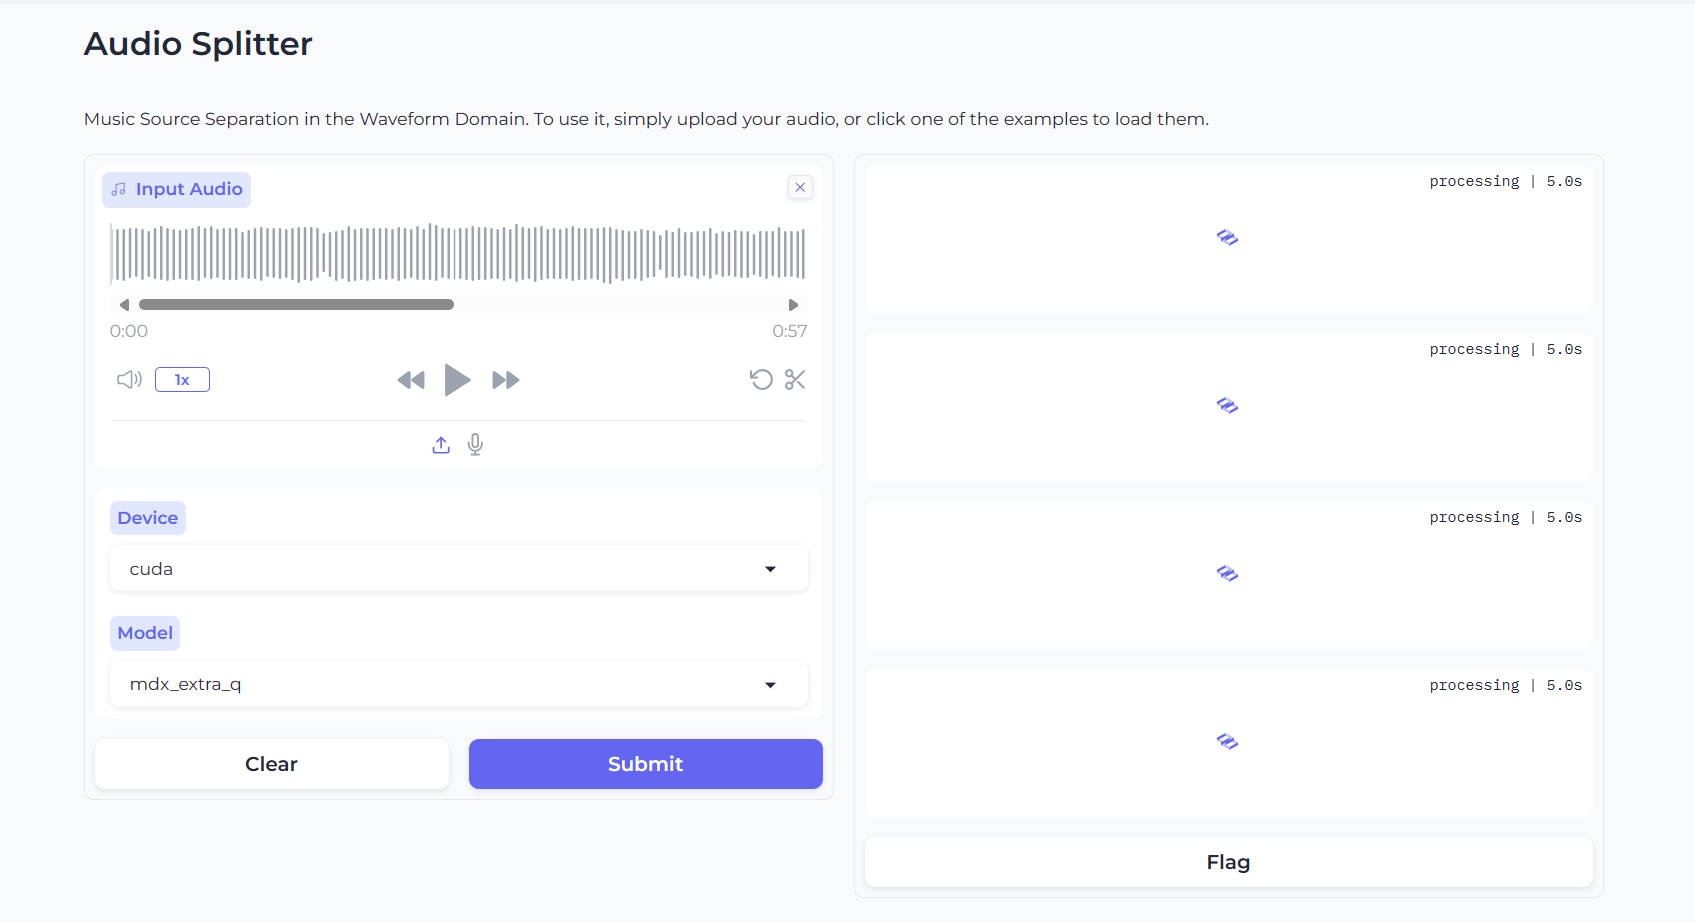 Audio Splitter
Music Source Separation in the Waveform Domain. To use it, simply upload your audio, or click one of the examples to load them.
Input Audio
0:00
0:57
1x
Device
cuda
Model
mdx_extra_q
Clear
Submit
processing | 5.0s
processing | 5.0s
processing | 5.0s
processing | 5.0s
Flag